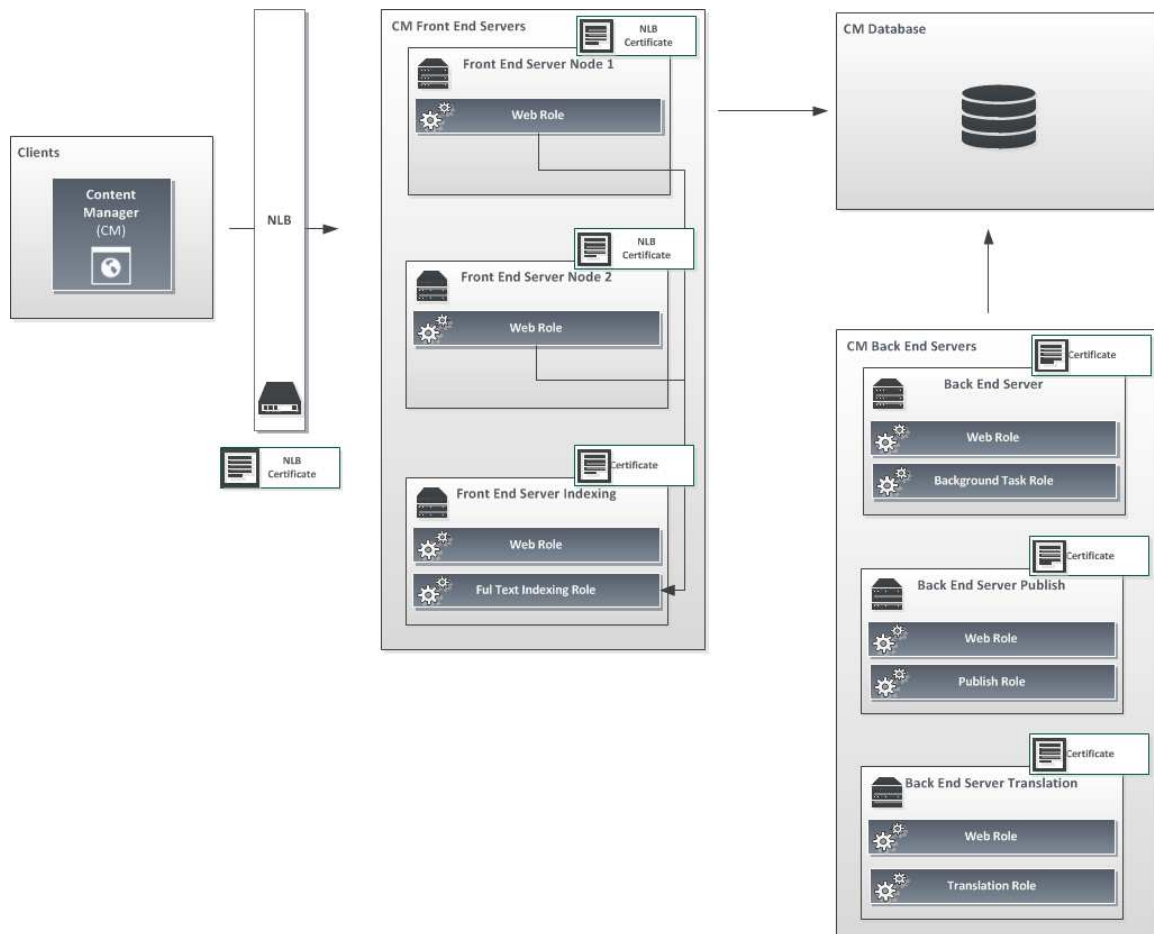 Clients
Content
Manager
(CM)
NLB
NLB
Certificate
CM Front End Servers
NLB
Certificate
Front End Server Node 1
Web Role
NLB
Certificate
Front End Server Node 2
Web Role
Certificate
Front End Server Indexing
Web Role
Ful Text Indexing Role
CM Database
CM Back End Servers
Certificate
Back End Server
Web Role
Background Task Role
Certificate
Back End Server Publish
Web Role
Publish Role
Certificate
Back End Server Translation
Web Role
Translation Role